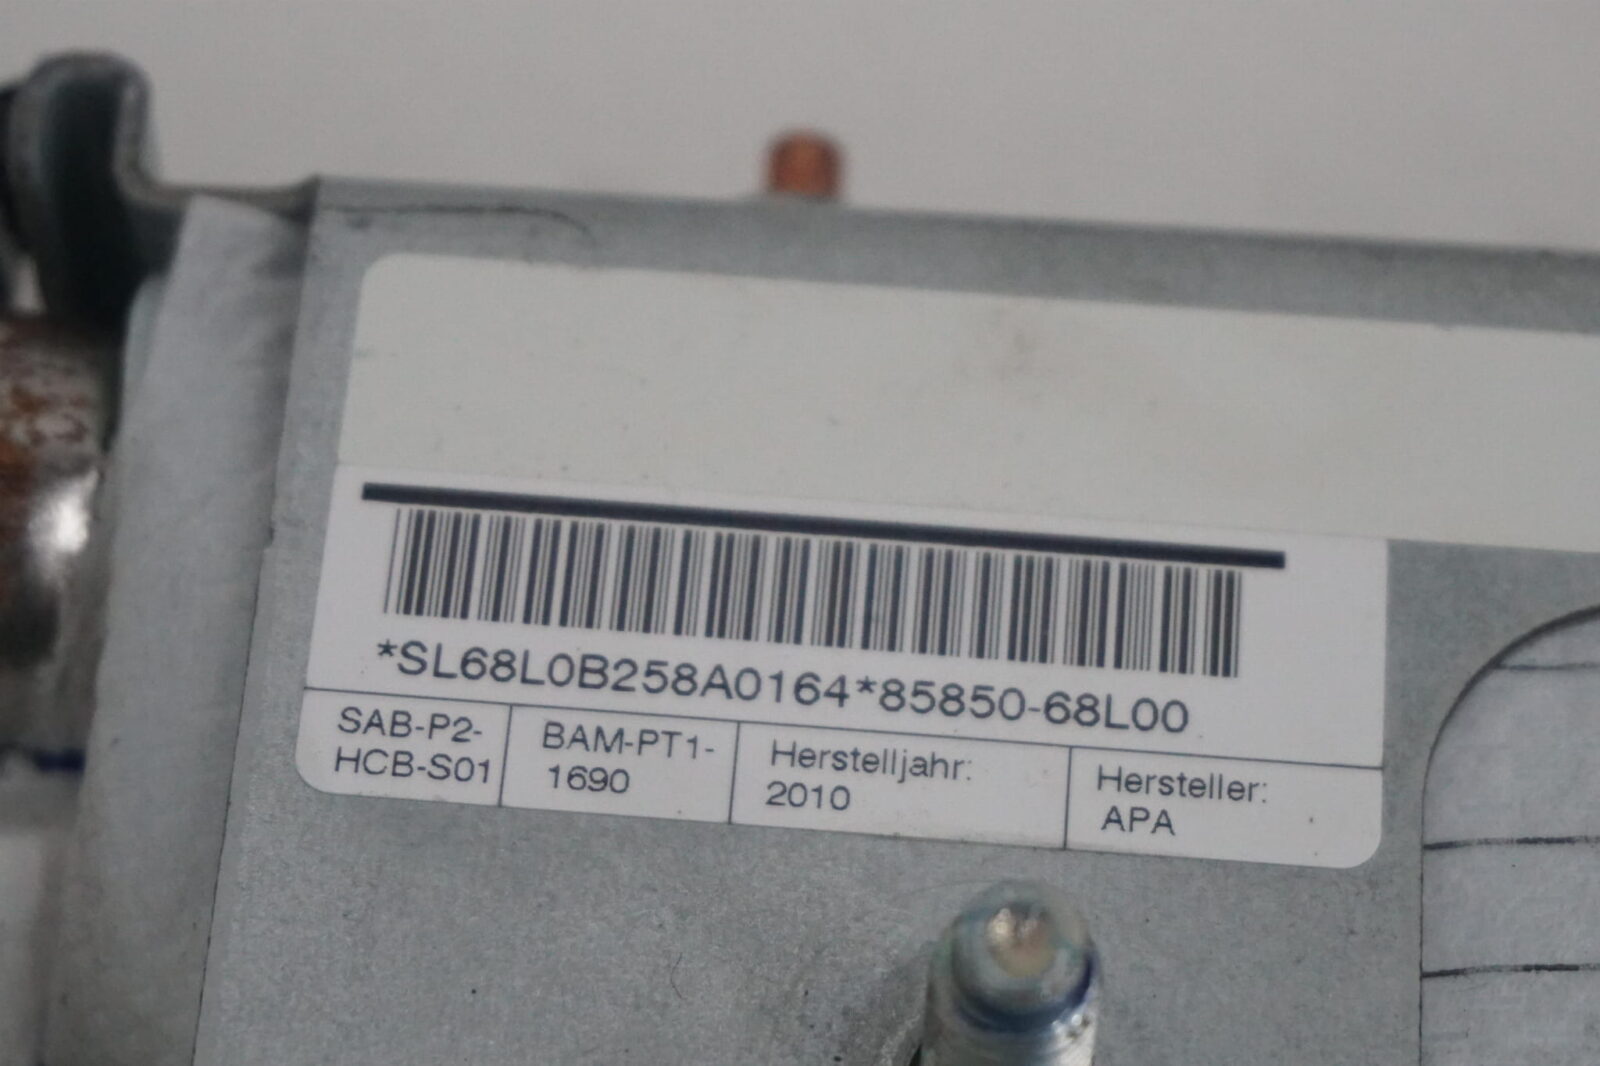 *SL68L0B258A0164*85850-68L00
SAB-P2-
HCB-S01
BAM-PT1-
1690
Herstelljahr:
2010
Hersteller:
APA